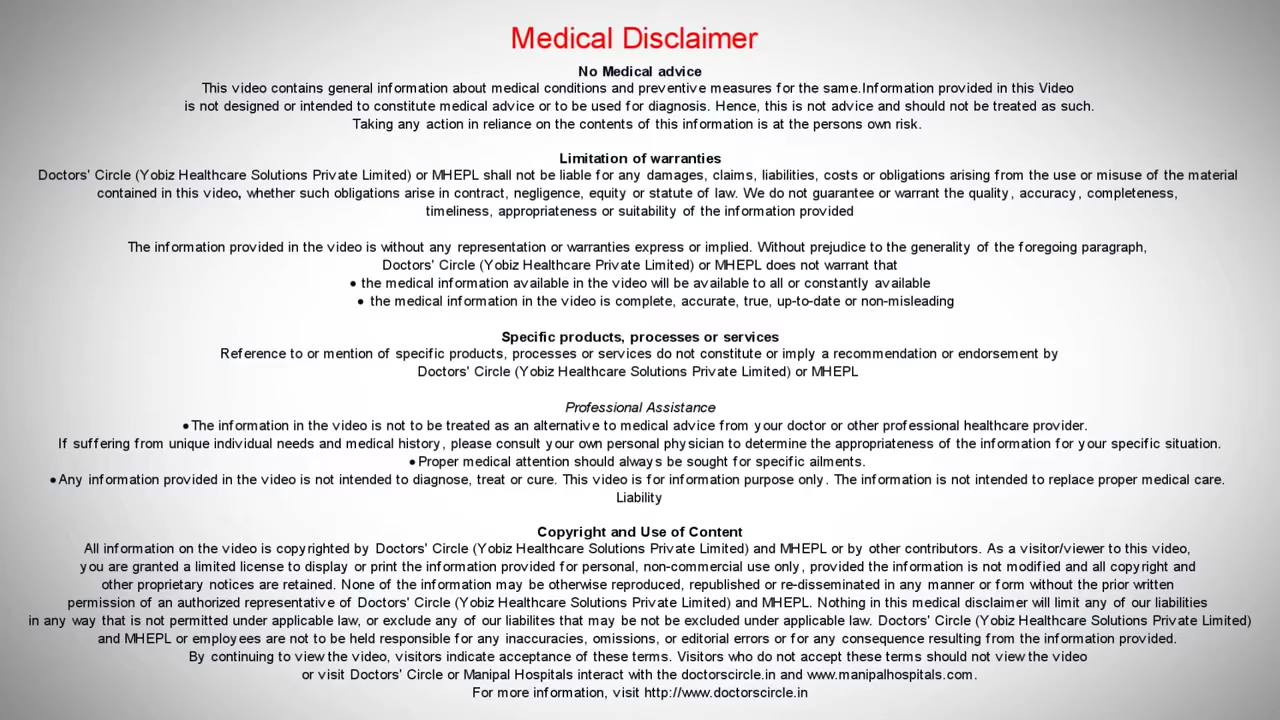 Medical Disclaimer
No Medical advice
This video contains general information about medical conditions and preventive measures for the same.Information provided in this Video
is not designed or intended to constitute medical advice or to be used for diagnosis. Hence, this is not advice and should not be treated as such.
Taking any action in reliance on the contents of this information is at the persons own risk.
Limitation of warranties
Doctors' Circle (Yobiz Healthcare Solutions Private Limited) or MHEPL shall not be liable for any damages, claims, liabilities, costs or obligations arising from the use or misuse of the material
contained in this video, whether such obligations arise in contract, negligence, equity or statute of law. We do not guarantee or warrant the quality, accuracy, completeness,
timeliness, appropriateness or suitability of the information provided
The information provided in the video is without any representation or warranties express or implied. Without prejudice to the generality of the foregoing paragraph,
Doctors' Circle (Yobiz Healthcare Private Limited) or MHEPL does not warrant that
• the medical information available in the video will be available to all or constantly available
• the medical information in the video is complete, accurate, true, up-to-date or non-misleading
Specific products, processes or services
Reference to or mention of specific products, processes or services do not constitute or imply a recommendation or endorsement by
Doctors' Circle (Yobiz Healthcare Solutions Private Limited) or MHEPL
Professional Assistance
•The information in the video is not to be treated as an alternative to medical advice from your doctor or other professional healthcare provider.
If suffering from unique individual needs and medical history, please consult your own personal physician to determine the appropriateness of the information for your specific situation.
•Proper medical attention should always be sought for specific ailments.
•Any information provided in the video is not intended to diagnose, treat or cure. This video is for information purpose only. The information is not intended to replace proper medical care.
Liability
Copyright and Use of Content
All information on the video is copyrighted by Doctors' Circle (Yobiz Healthcare Solutions Private Limited) and MHEPL or by other contributors. As a visitor/viewer to this video,
you are granted a limited license to display or print the information provided for personal, non-commercial use only, provided the information is not modified and all copyright and
other proprietary notices are retained. None of the information may be otherwise reproduced, republished or re-disseminated in any manner or form without the prior written
permission of an authorized representative of Doctors' Circle (Yobiz Healthcare Solutions Private Limited) and MHEPL. Nothing in this medical disclaimer will limit any of our liabilities
in any way that is not permitted under applicable law, or exclude any of our liabilites that may be not be excluded under applicable law. Doctors' Circle (Yobiz Healthcare Solutions Private Limited)
and MHEPL or employees are not to be held responsible for any inaccuracies, omissions, or editorial errors or for any consequence resulting from the information provided.
By continuing to view the video, visitors indicate acceptance of these terms. Visitors who do not accept these terms should not view the video
or visit Doctors' Circle or Manipal Hospitals interact with the doctorscircle.in and www.manipalhospitals.com.
For more information, visit http://www.doctorscircle.in